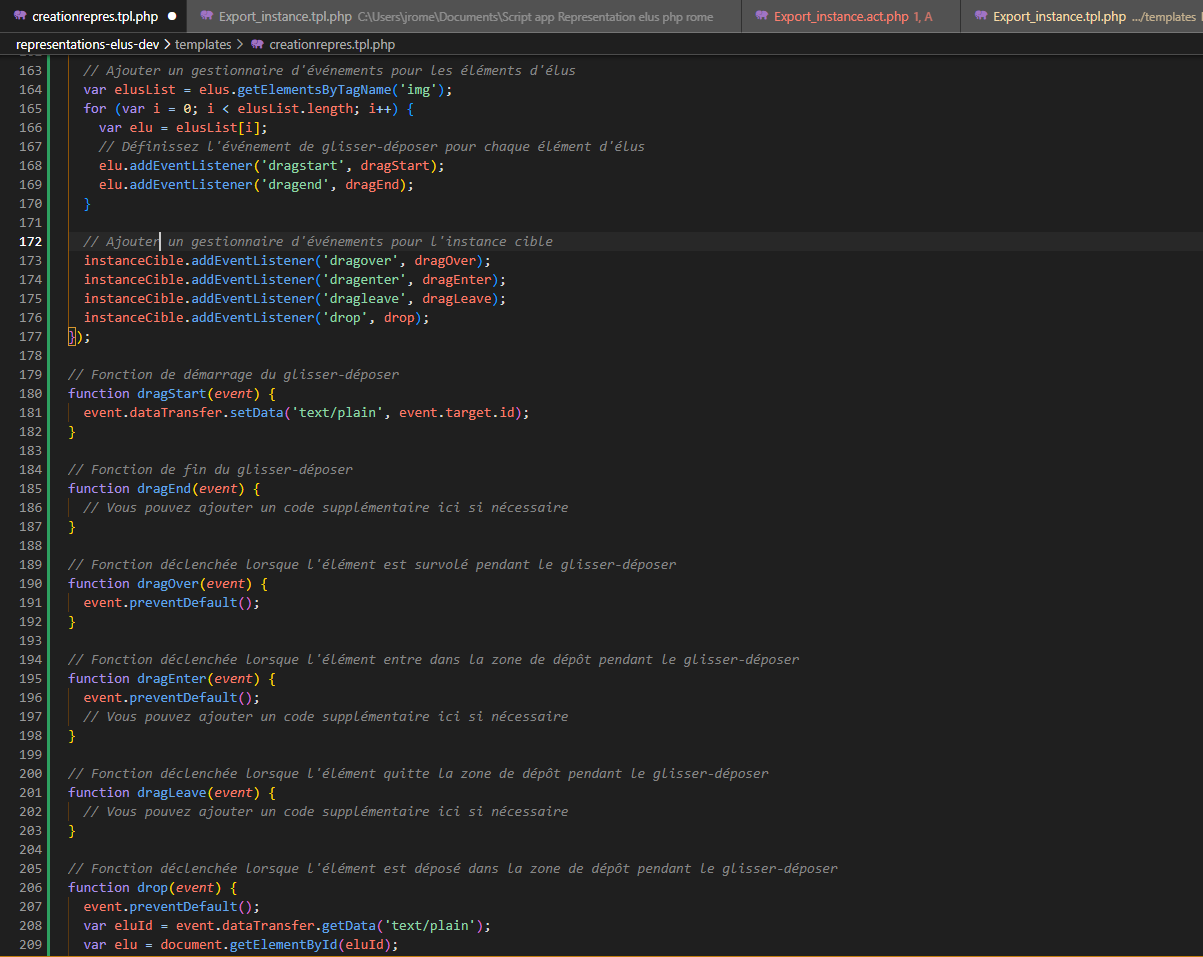 creationrepres.tpl.php ● Export_instance.tpl.php C:\Users\jrome\Documents\Script app Representation elus php rome Export_instance.act.php 1, A Export_instance.tpl.php .../templates
representations-elus-dev > templates > creationrepres.tpl.php
163 // Ajouter un gestionnaire d'événements pour les éléments d'élus
164 var elusList = elus.getElementsByTagName('img');
165 for (var i = 0; i < elusList.length; i++) {
166 var elu = elusList[i];
167 // Définissez l'événement de glisser-déposer pour chaque élément d'élus
168 elu.addEventListener('dragstart', dragStart);
169 elu.addEventListener('dragend', dragEnd);
170 }
171
172 // Ajouter un gestionnaire d'événements pour l'instance cible
173 instanceCible.addEventListener('dragover', dragOver);
174 instanceCible.addEventListener('dragenter', dragEnter);
175 instanceCible.addEventListener('dragleave', dragLeave);
176 instanceCible.addEventListener('drop', drop);
177 });
178
179 // Fonction de démarrage du glisser-déposer
180 function dragStart(event) {
181 event.dataTransfer.setData('text/plain', event.target.id);
182 }
183
184 // Fonction de fin du glisser-déposer
185 function dragEnd(event) {
186 // Vous pouvez ajouter un code supplémentaire ici si nécessaire
187 }
188
189 // Fonction déclenchée lorsque l'élément est survolé pendant le glisser-déposer
190 function dragOver(event) {
191 event.preventDefault();
192 }
193
194 // Fonction déclenchée lorsque l'élément entre dans la zone de dépôt pendant le glisser-déposer
195 function dragEnter(event) {
196 event.preventDefault();
197 // Vous pouvez ajouter un code supplémentaire ici si nécessaire
198 }
199
200 // Fonction déclenchée lorsque l'élément quitte la zone de dépôt pendant le glisser-déposer
201 function dragLeave(event) {
202 // Vous pouvez ajouter un code supplémentaire ici si nécessaire
203 }
204
205 // Fonction déclenchée lorsque l'élément est déposé dans la zone de dépôt pendant le glisser-déposer
206 function drop(event) {
207 event.preventDefault();
208 var eluId = event.dataTransfer.getData('text/plain');
209 var elu = document.getElementById(eluId);